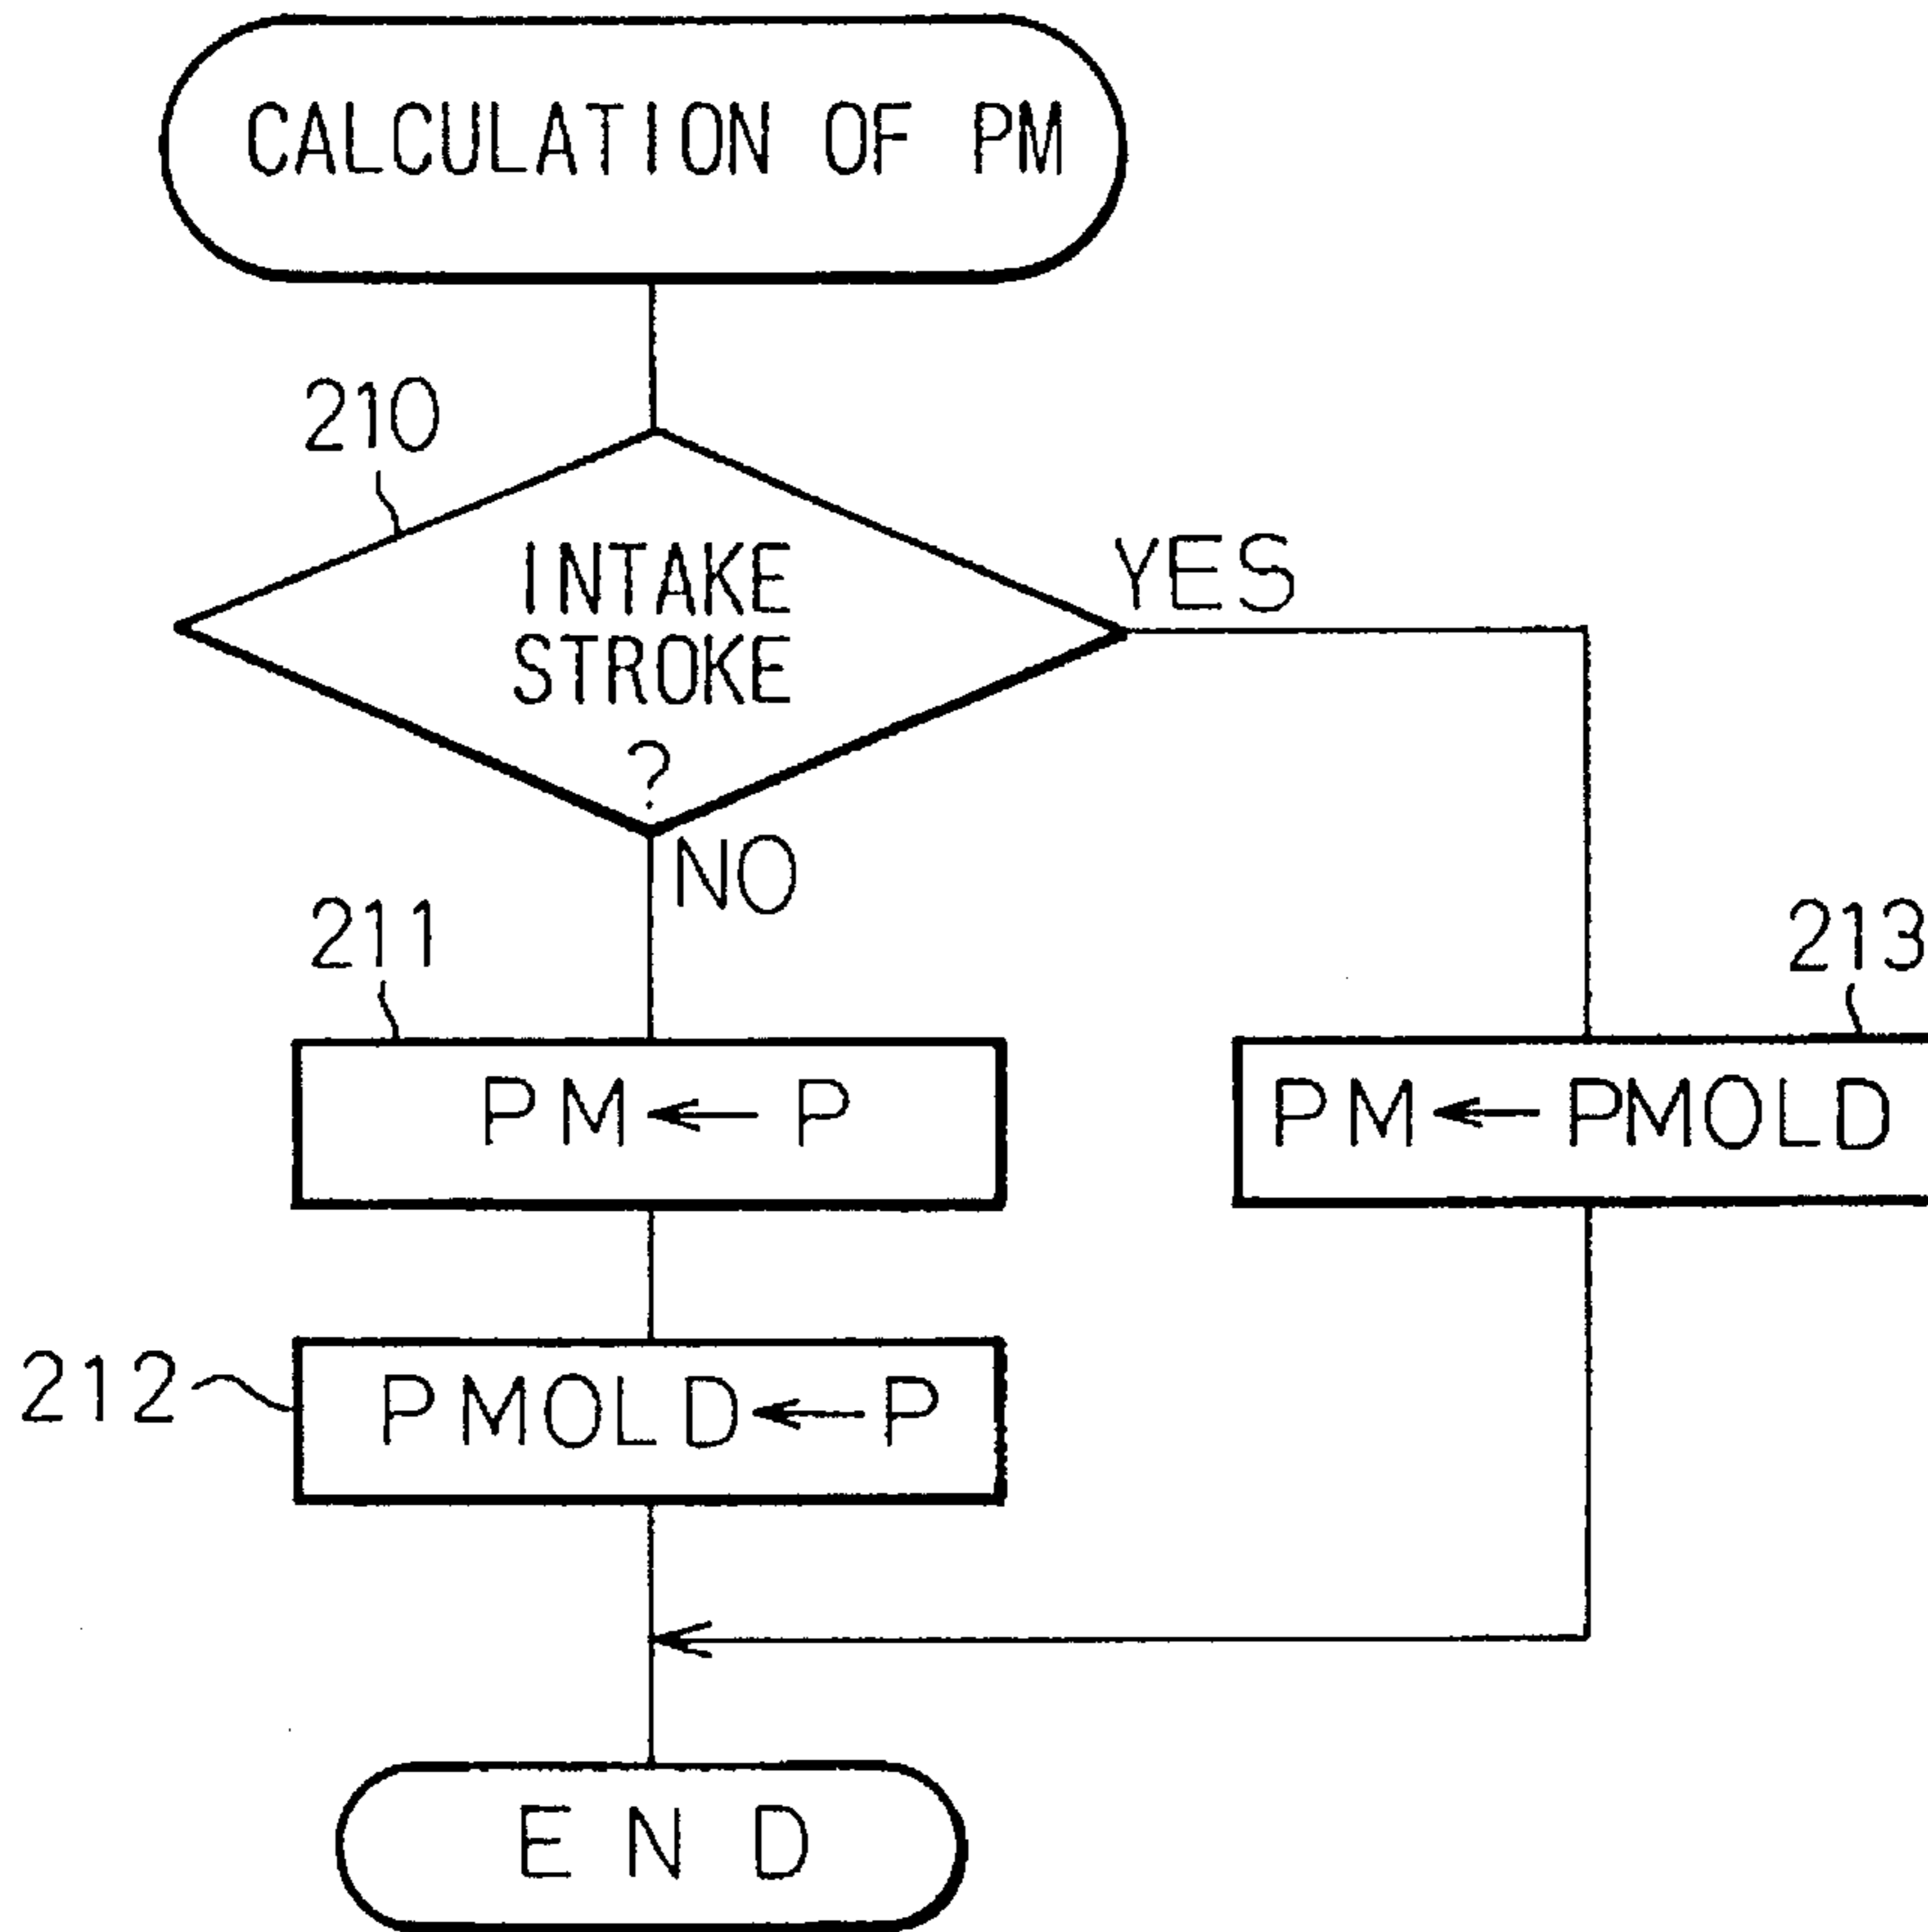 CALCULATION OF PM
210
INTAKE
STROKE
?
YES
NO
211
PM ← P
213
PM ← PMOLD
212
PMOLD ← P
END